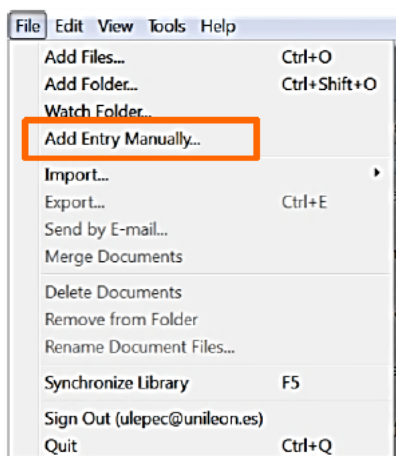 File Edit View Tools Help
Add Files... Ctrl+O
Add Folder... Ctrl+Shift+O
Watch Folder...
Add Entry Manually...
Import...
Export... Ctrl+E
Send by E-mail...
Merge Documents
Delete Documents
Remove from Folder
Rename Document Files...
Synchronize Library F5
Sign Out (ulepec@unileon.es)
Quit Ctrl+Q